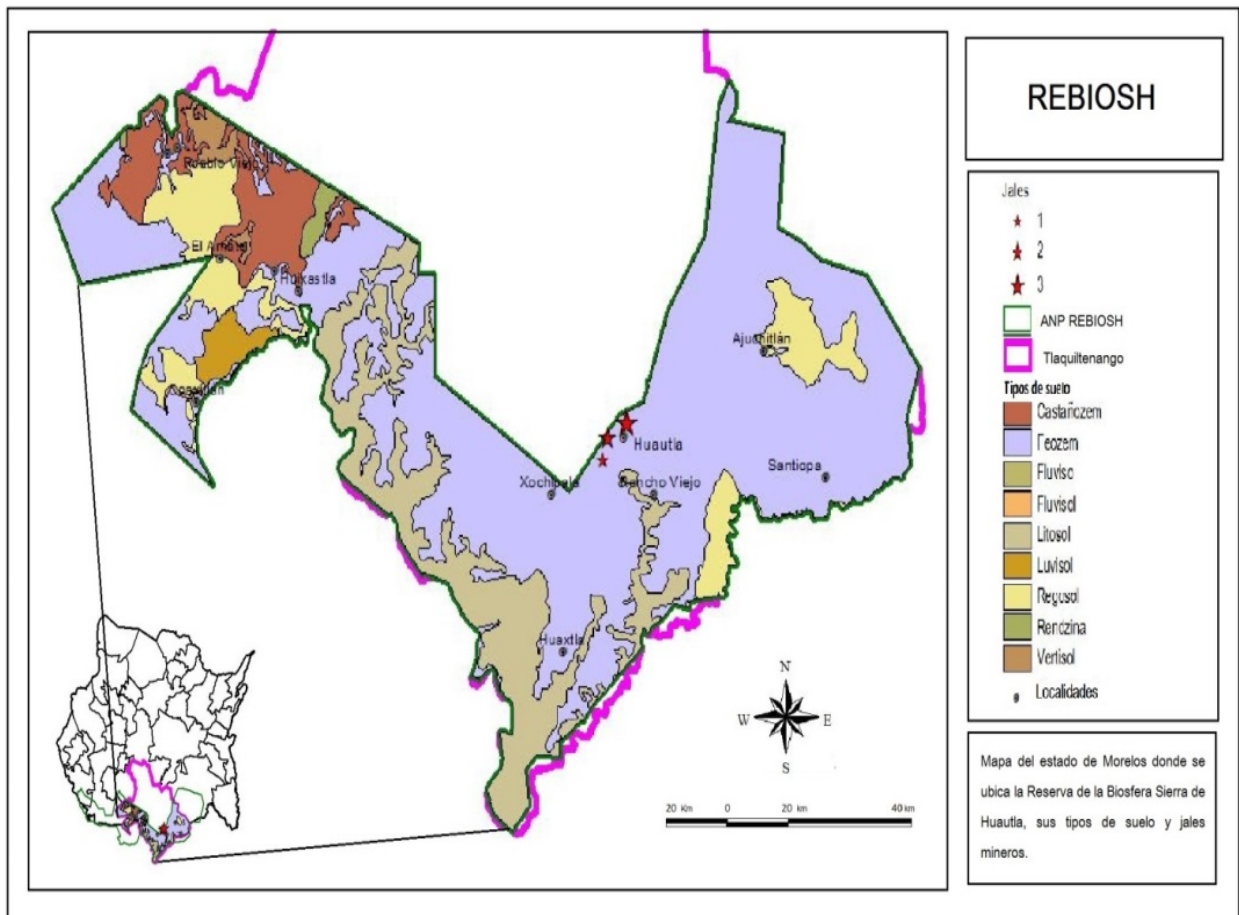 REBIOSH
Jales
1
2
3
ANP REBIOSH
Tlaquiltenango
Tipos de suelo
Castañozem
Feozem
Fluviso
Fluvisol
Litosol
Luvisol
Regosol
Rendzina
Vertisol
Localidades
Mapa del estado de Morelos donde se
ubica la Reserva de la Biosfera Sierra de
Huautla, sus tipos de suelo y jales
mineros.
Pueblo Viejo
Huixastla
Ajuchitlán
Huautla
Xochipala
Rancho Viejo
Santiopa
Huaxtla
N
W
E
S
20 Km
0
20 km
40 km